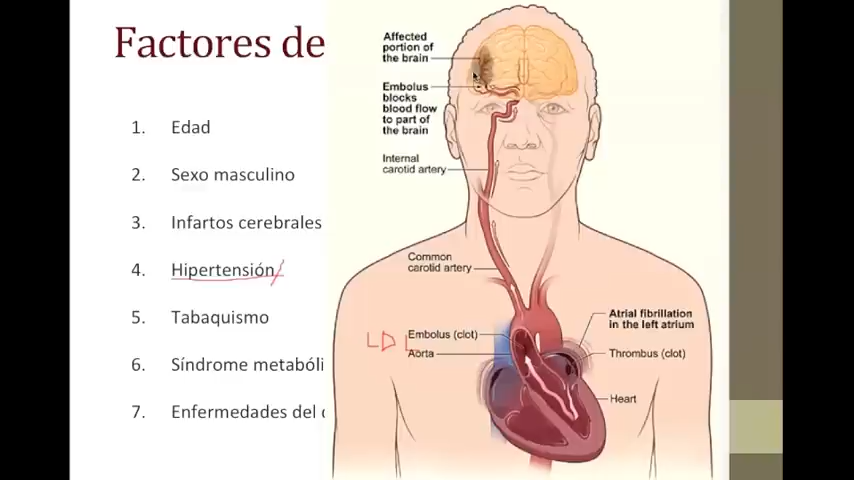 Factores de
1. Edad
2. Sexo masculino
3. Infartos cerebrales
4. Hipertensión
5. Tabaquismo
6. Síndrome metabóli
7. Enfermedades del
Affected
portion of
the brain
Embolus
blocks
blood flow
to part of
the brain
Internal
carotid artery
Common
carotid artery
Atrial fibrillation
in the left atrium
LDL
Embolus (clot)
Aorta
Thrombus (clot)
Heart